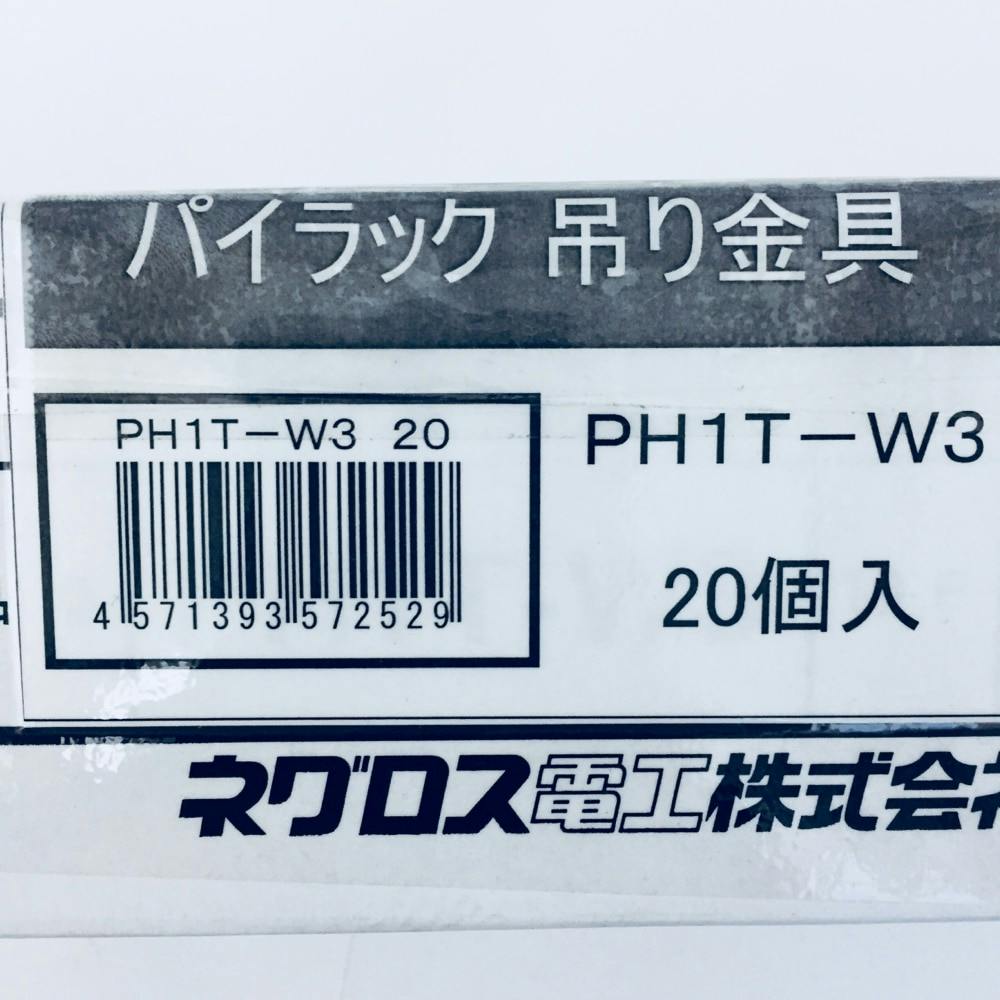 パイラック 吊り金具
PH1T－W3 20
4 571393 572529
PH1T－W3
20個入
ネグロス電工株式会